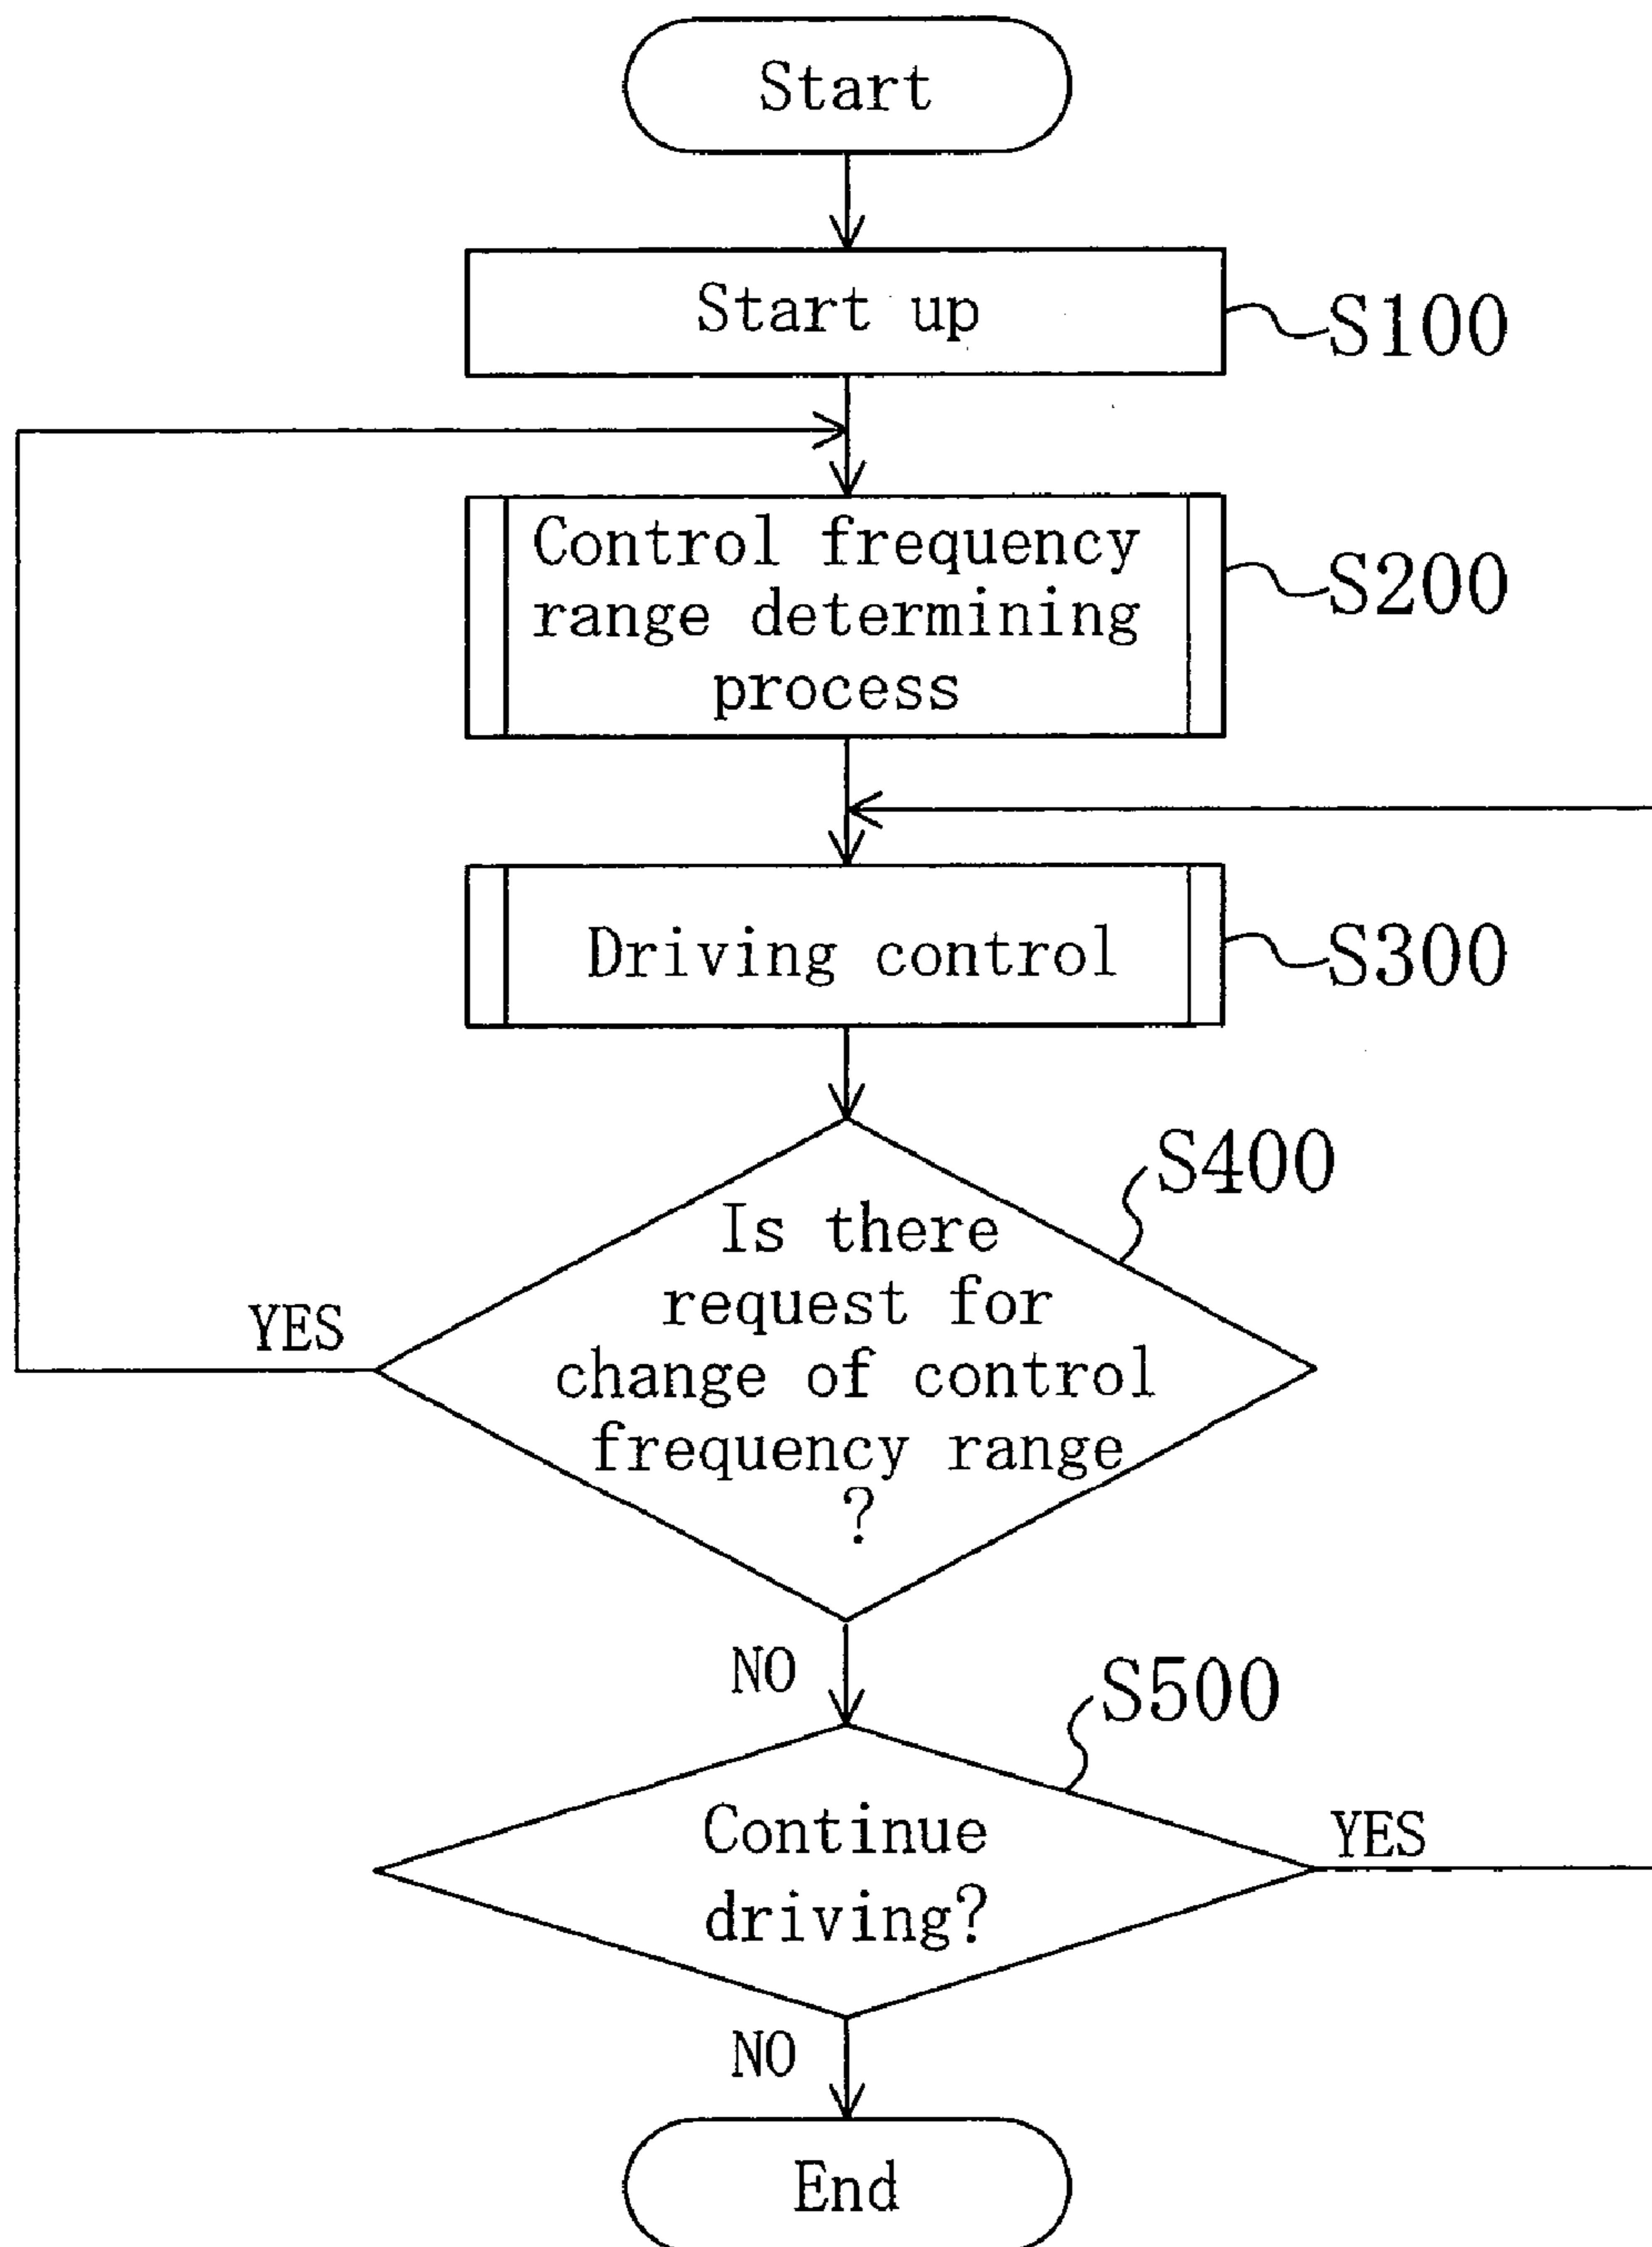 Start
Start up
S100
Control frequency
range determining
process
S200
Driving control
S300
S400
Is there
request for
change of control
frequency range
?
YES
NO
S500
Continue
driving?
YES
NO
End